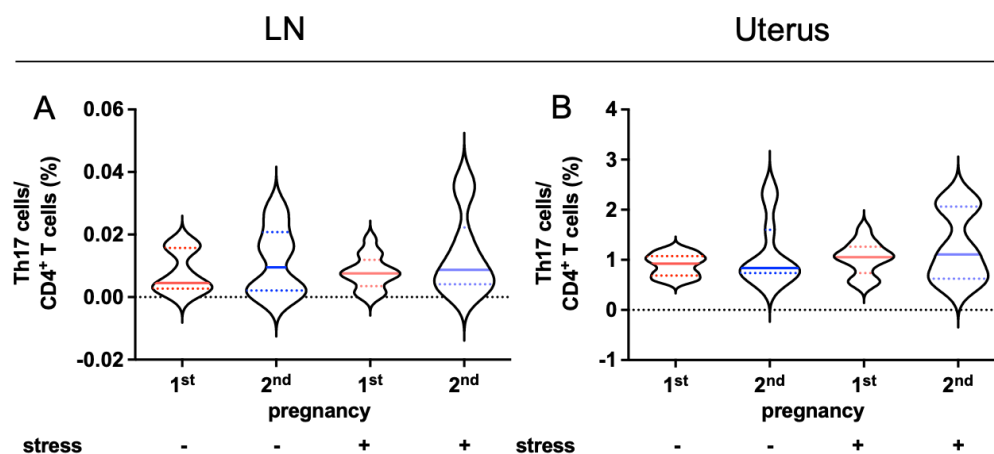 LN
Uterus
A
Th17 cells/
CD4⁺ T cells (%)
0.06
0.04
0.02
0.00
-0.02
1st 2nd 1st 2nd
pregnancy
stress - - + +
B
Th17 cells/
CD4⁺ T cells (%)
4
3
2
1
0
-1
1st 2nd 1st 2nd
pregnancy
stress - - + +